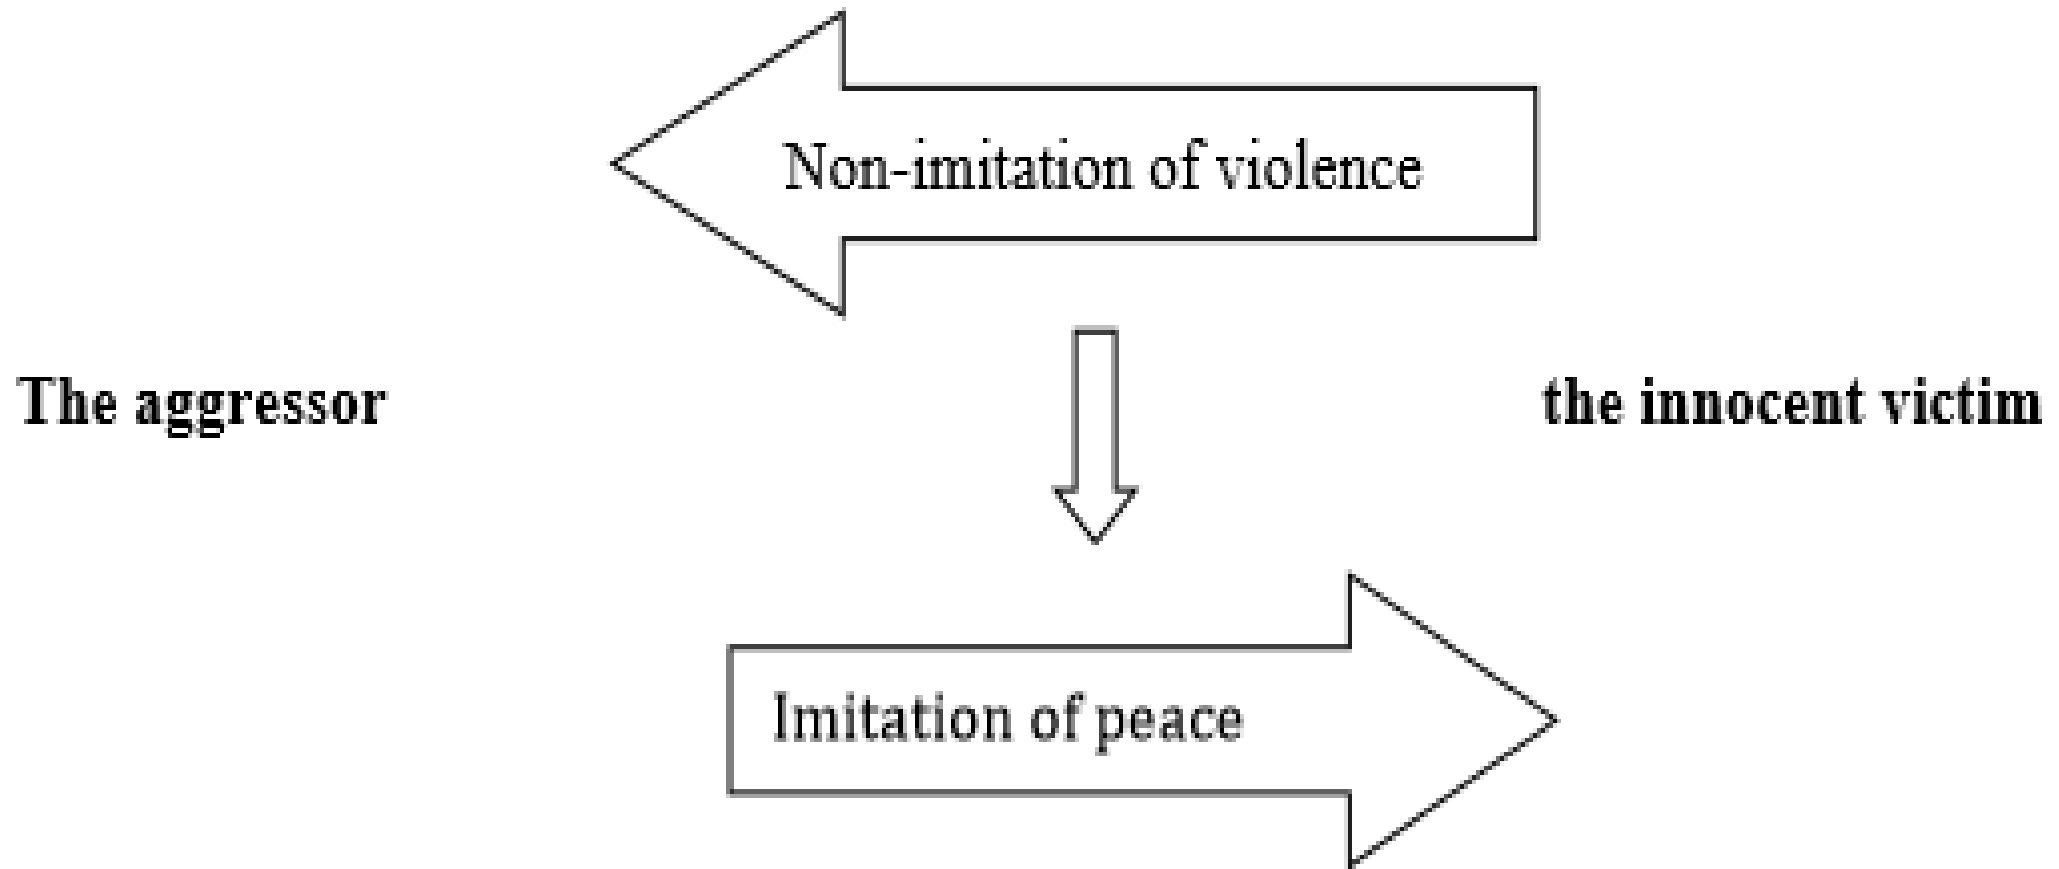 Non-imitation of violence
The aggressor
the innocent victim
Imitation of peace